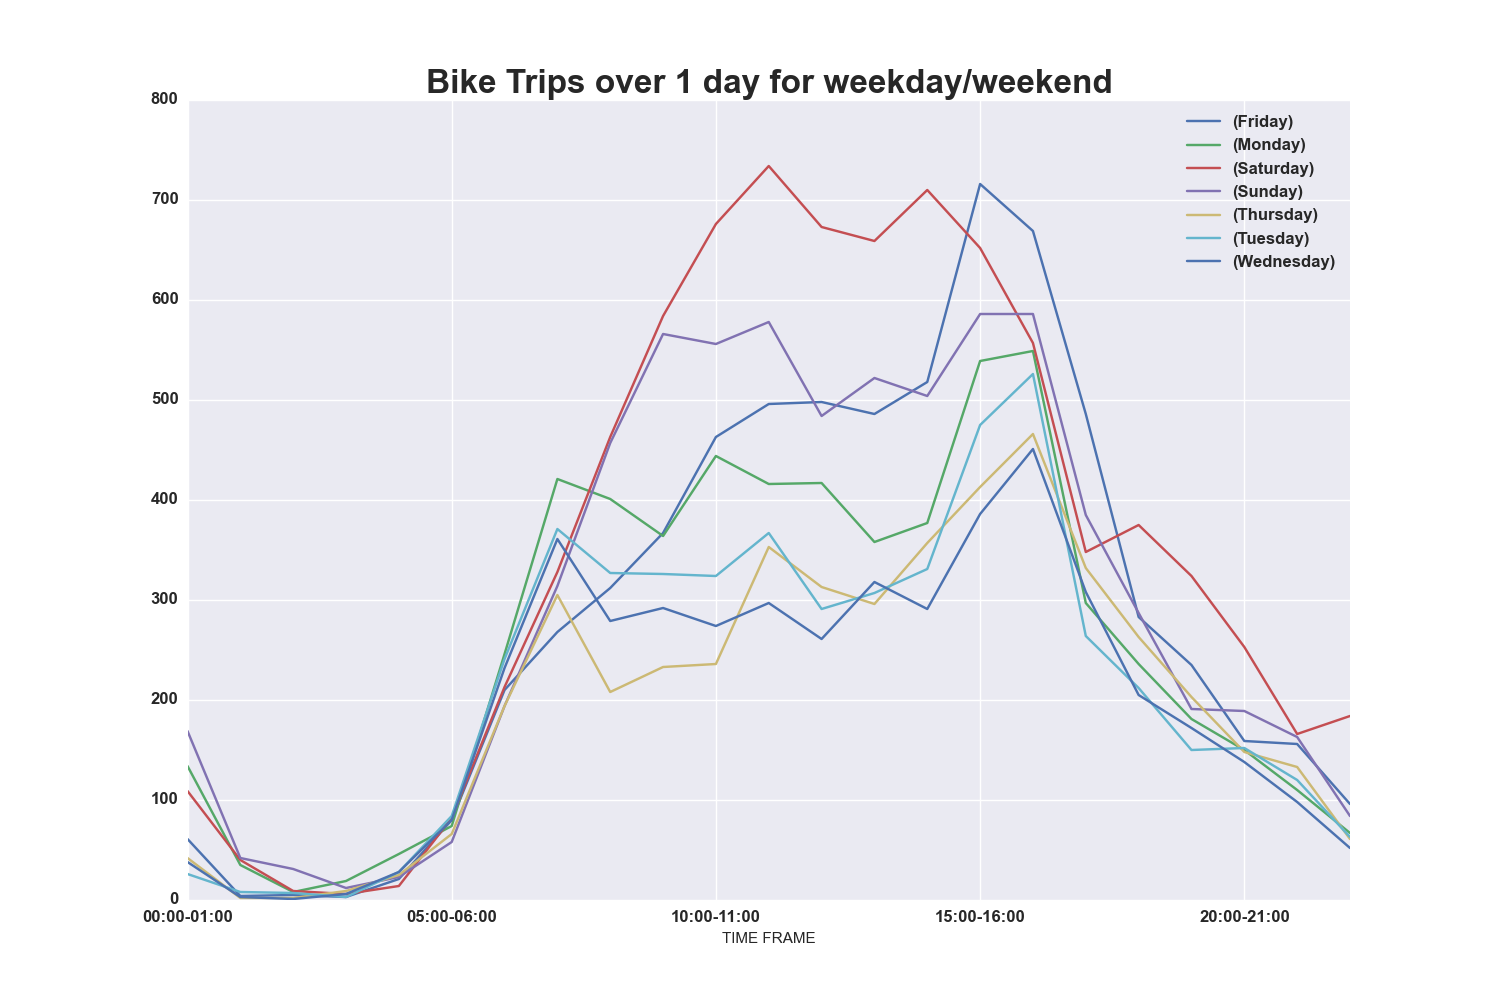 Bike Trips over 1 day for weekday/weekend
800
700
600
500
400
300
200
100
0
(Friday)
(Monday)
(Saturday)
(Sunday)
(Thursday)
(Tuesday)
(Wednesday)
00:00-01:00 05:00-06:00 10:00-11:00 15:00-16:00 20:00-21:00
TIME FRAME